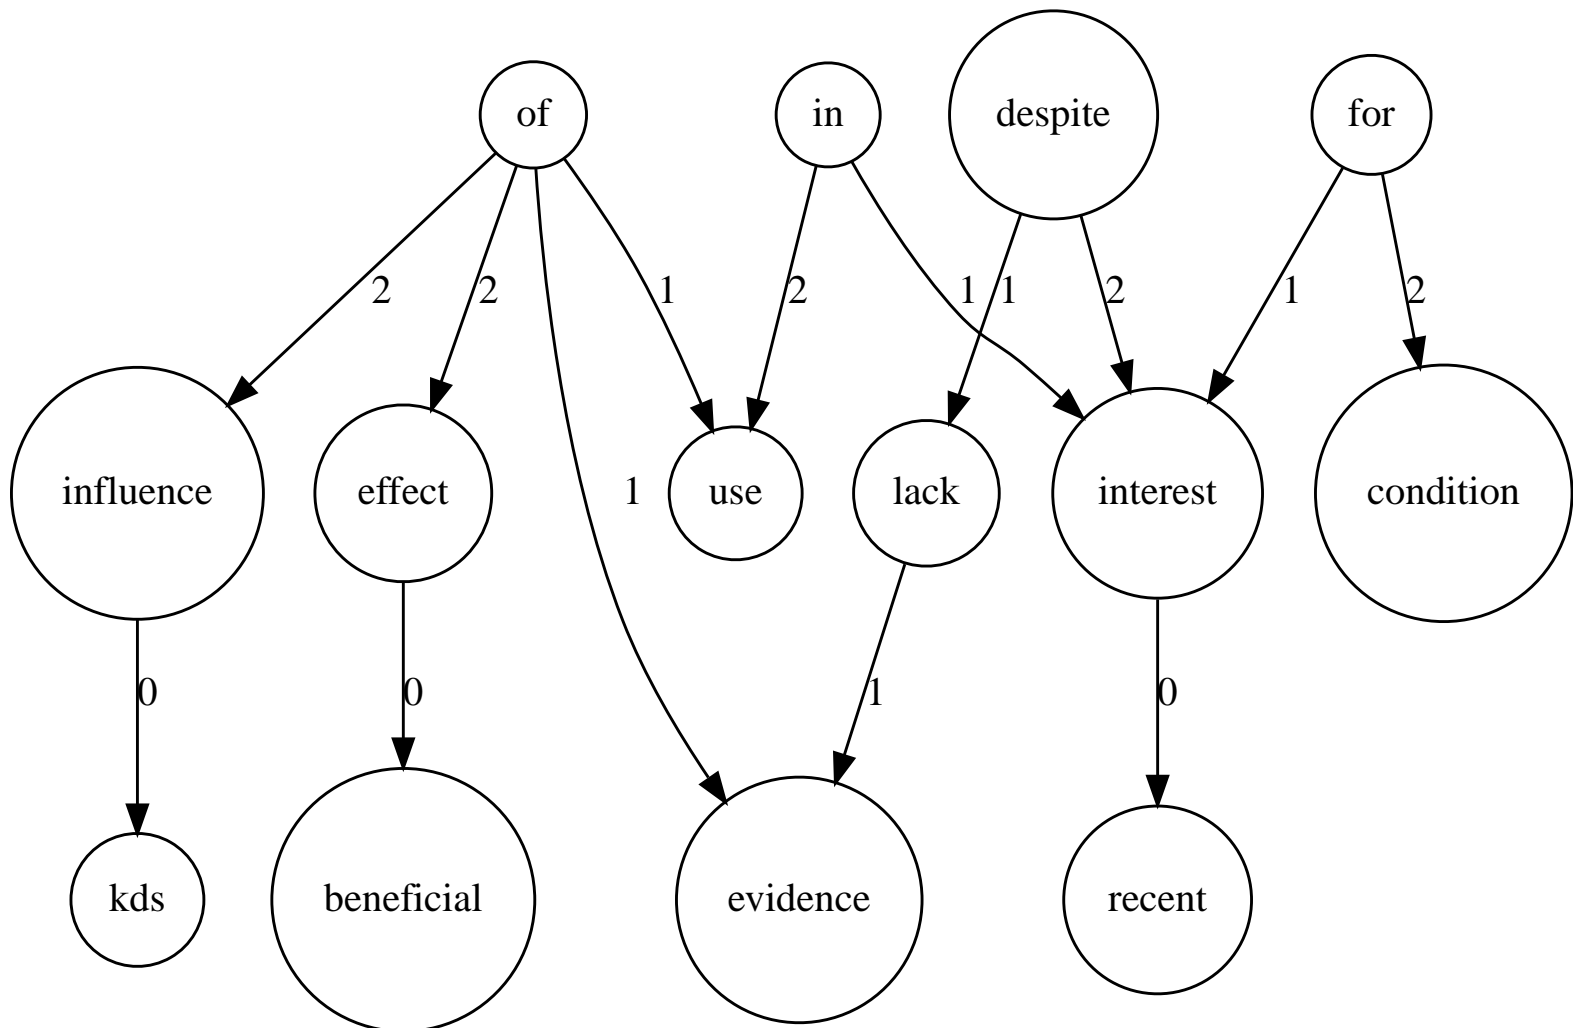 of in despite for
2 2 1 2 1 1 2 1 2
influence effect 1 use lack interest condition
0 0 1 0
kds beneficial evidence recent